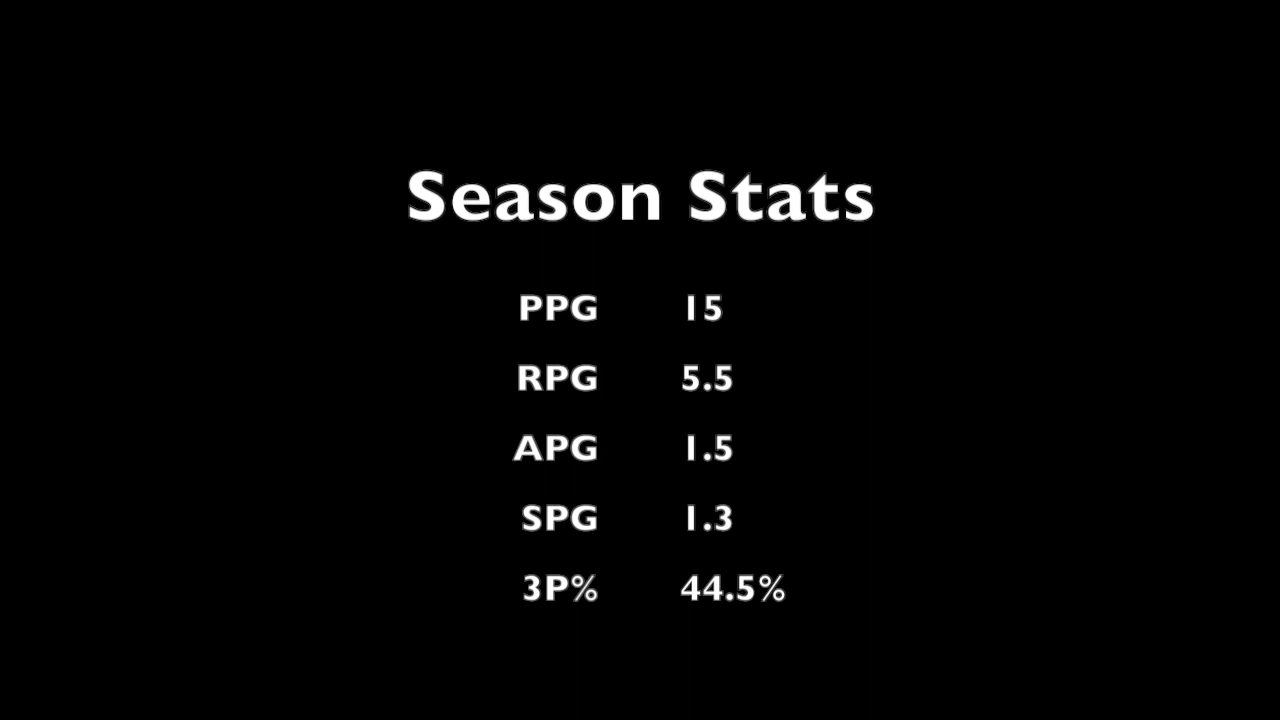 Season Stats
PPG 15
RPG 5.5
APG 1.5
SPG 1.3
3P% 44.5%